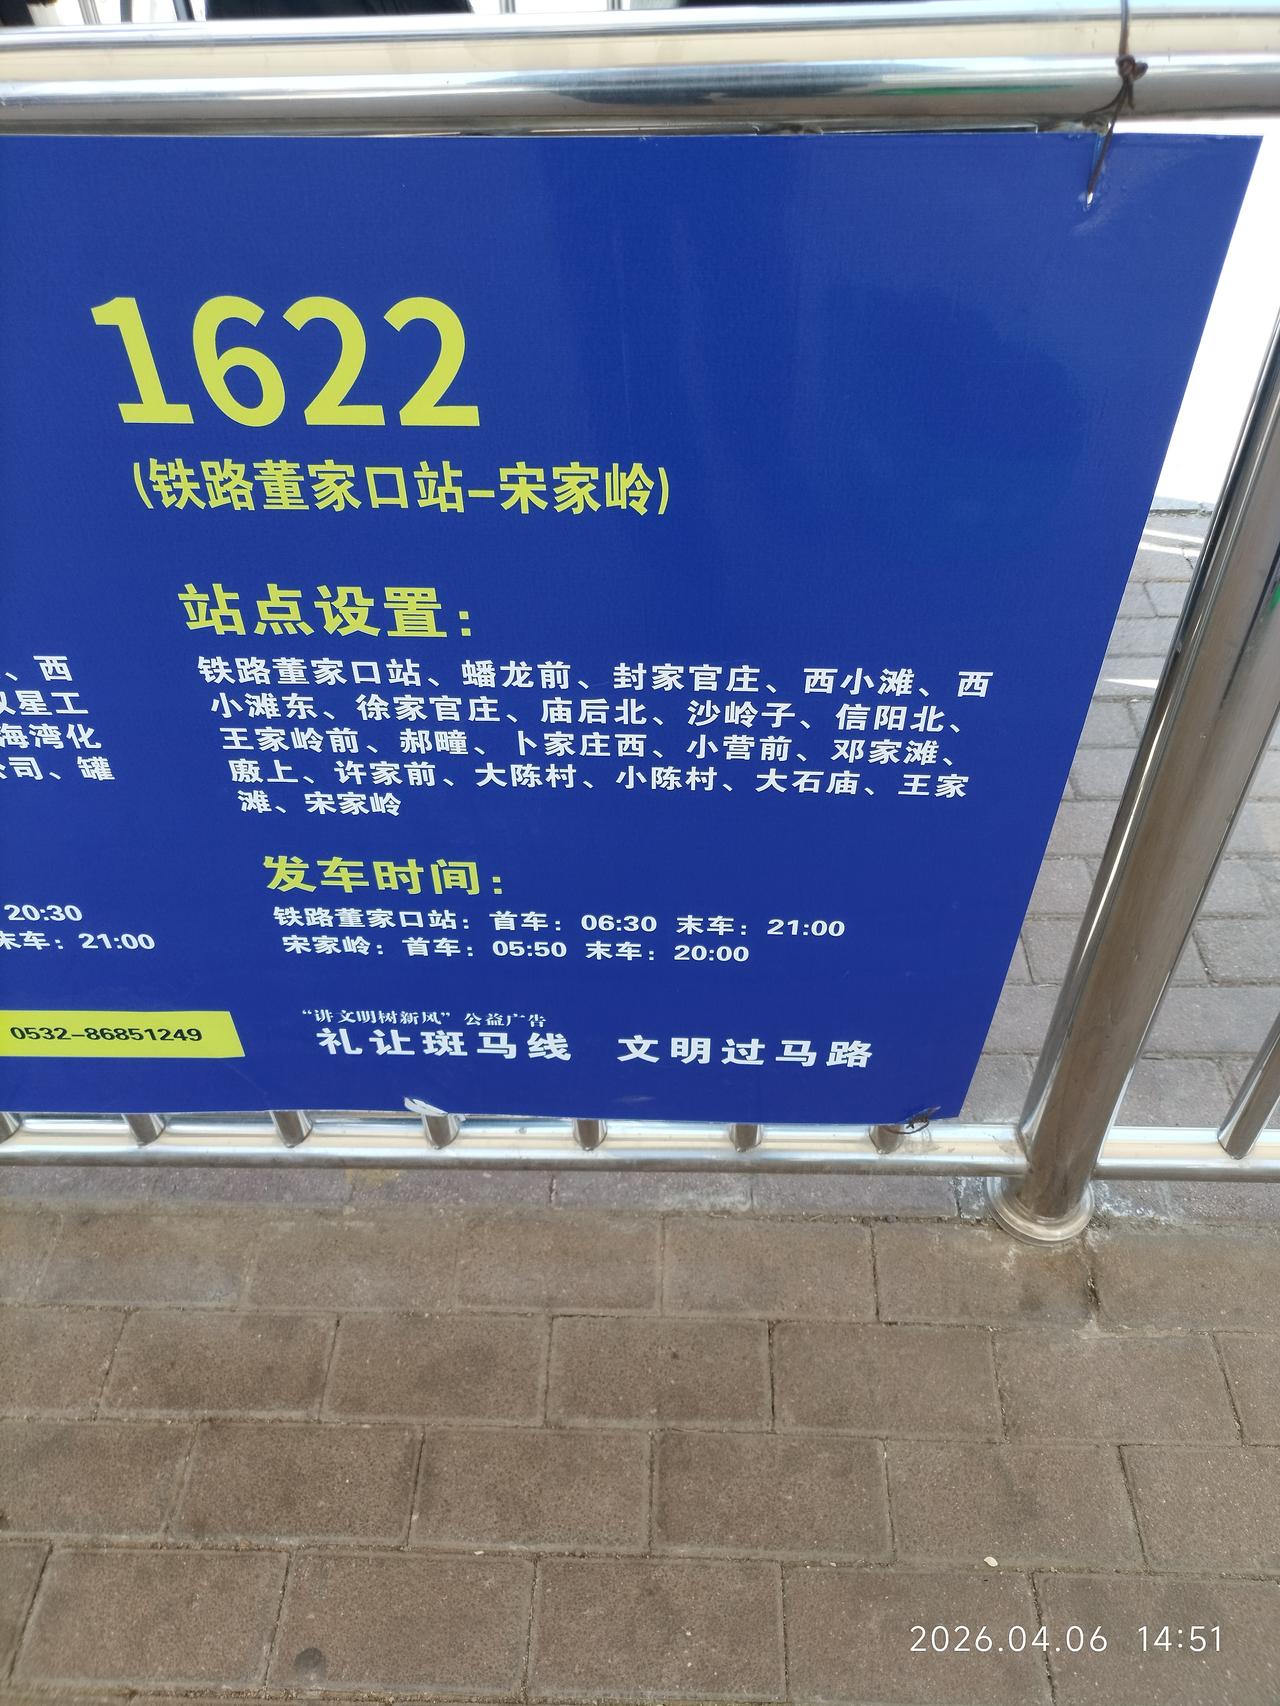 1622
(铁路董家口站-宋家岭)
站点设置：
铁路董家口站、蟠龙前、封家官庄、西小滩、西
小滩东、徐家官庄、庙后北、沙岭子、信阳北、
王家岭前、郝疃、卜家庄西、小营前、邓家滩、
廒上、许家前、大陈村、小陈村、大石庙、王家
滩、宋家岭
发车时间：
铁路董家口站：首车：06:30 末车：21:00
宋家岭：首车：05:50 末车：20:00
、西
星工
海湾化
公司、罐
20:30
末车：21:00
0532-86851249
“讲文明树新风”公益广告
礼让斑马线 文明过马路
2026.04.06 14:51